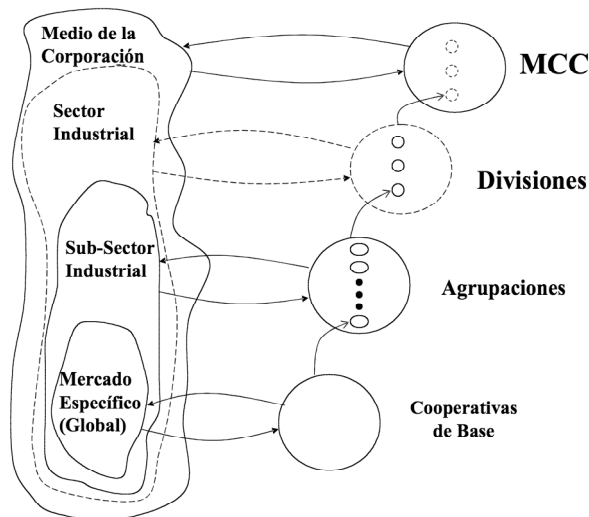 Medio de la
Corporación
MCC
Sector
Industrial
Divisiones
Sub-Sector
Industrial
Agrupaciones
Mercado
Específico
(Global)
Cooperativas
de Base